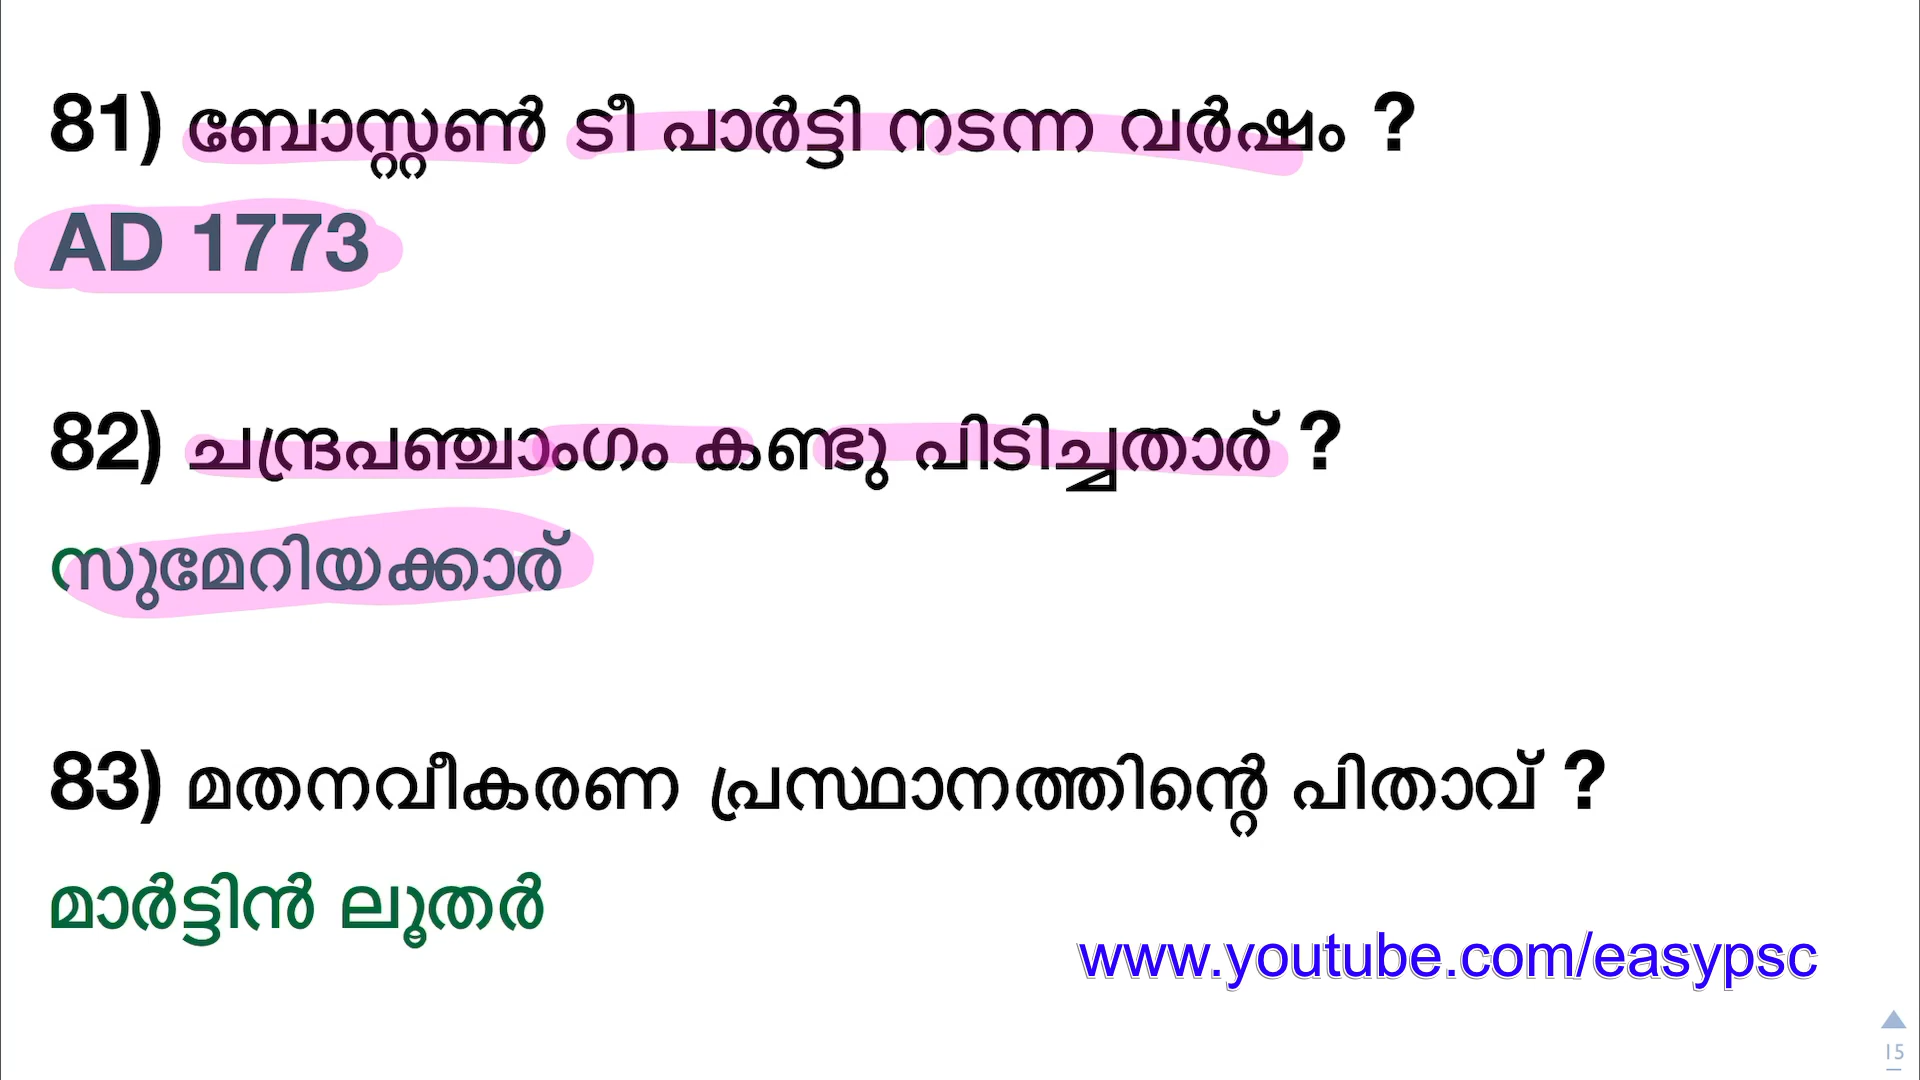 81) ബോസ്റ്റൺ ടീ പാർട്ടി നടന്ന വർഷം ?
AD 1773
82) ചന്ദ്രപഞ്ചാംഗം കണ്ടു പിടിച്ചതാര് ?
സുമേറിയക്കാര്
83) മതനവീകരണ പ്രസ്ഥാനത്തിന്റെ പിതാവ് ?
മാർട്ടിൻ ലൂതർ
www.youtube.com/easypsc
15